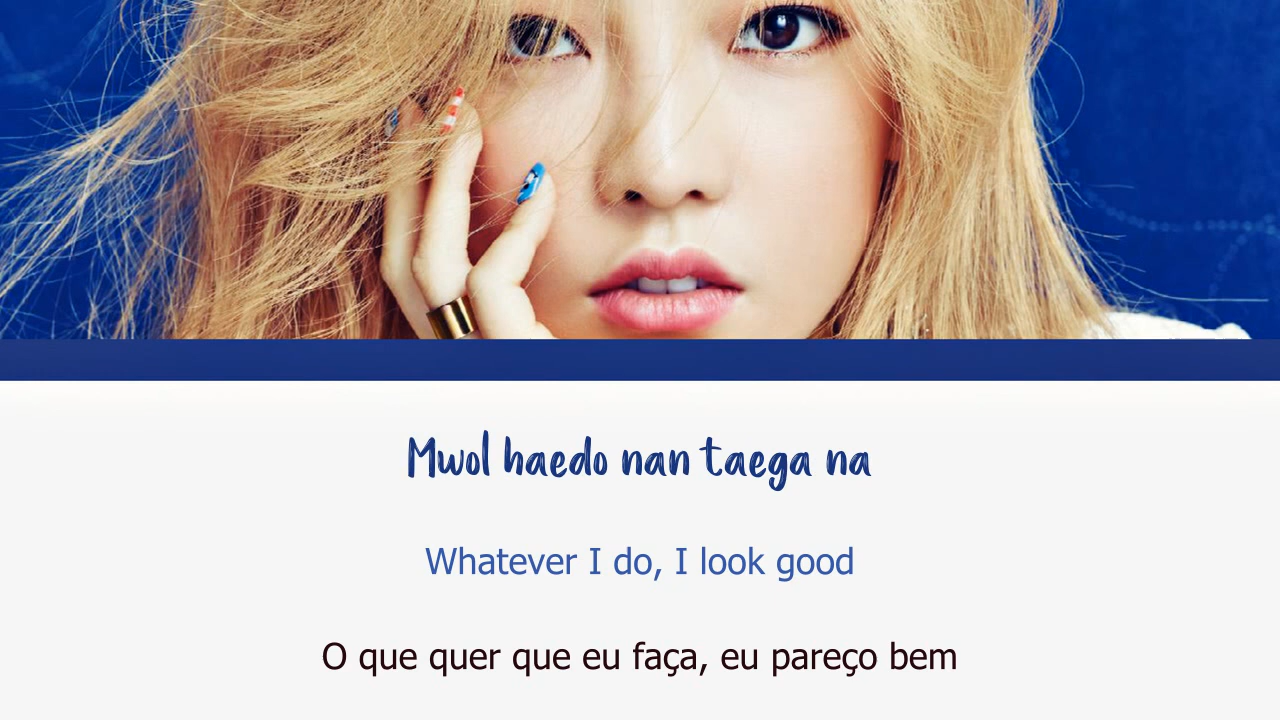 Mwol haedo nan taega na
Whatever I do, I look good
O que quer que eu faça, eu pareço bem